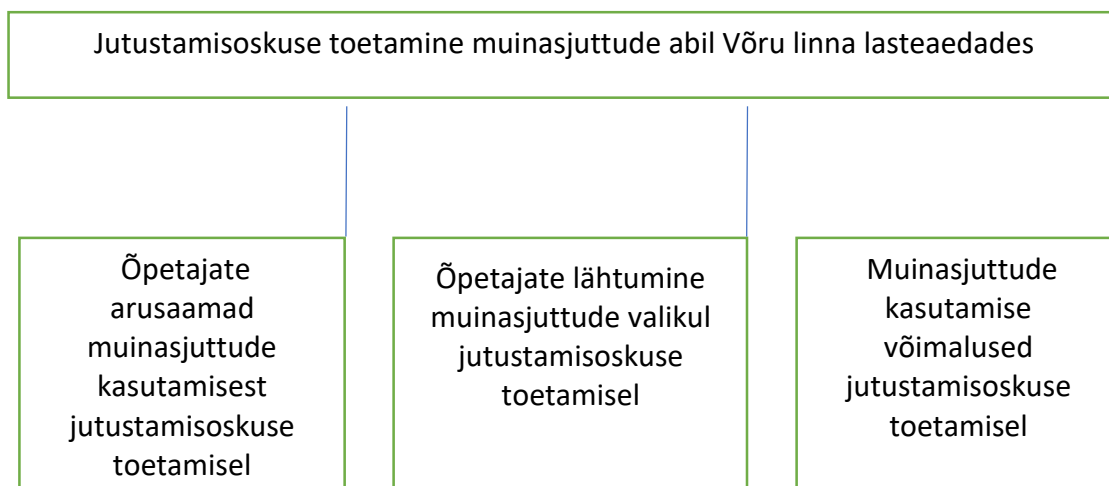 Jutustamisoskuse toetamine muinasjuttude abil Võru linna lasteaedades
Õpetajate
arusaamad
muinasjuttude
kasutamisest
jutustamisoskuse
toetamisel
Õpetajate lähtumine
muinasjuttude valikul
jutustamisoskuse
toetamisel
Muinasjuttude
kasutamise
võimalused
jutustamisoskuse
toetamisel